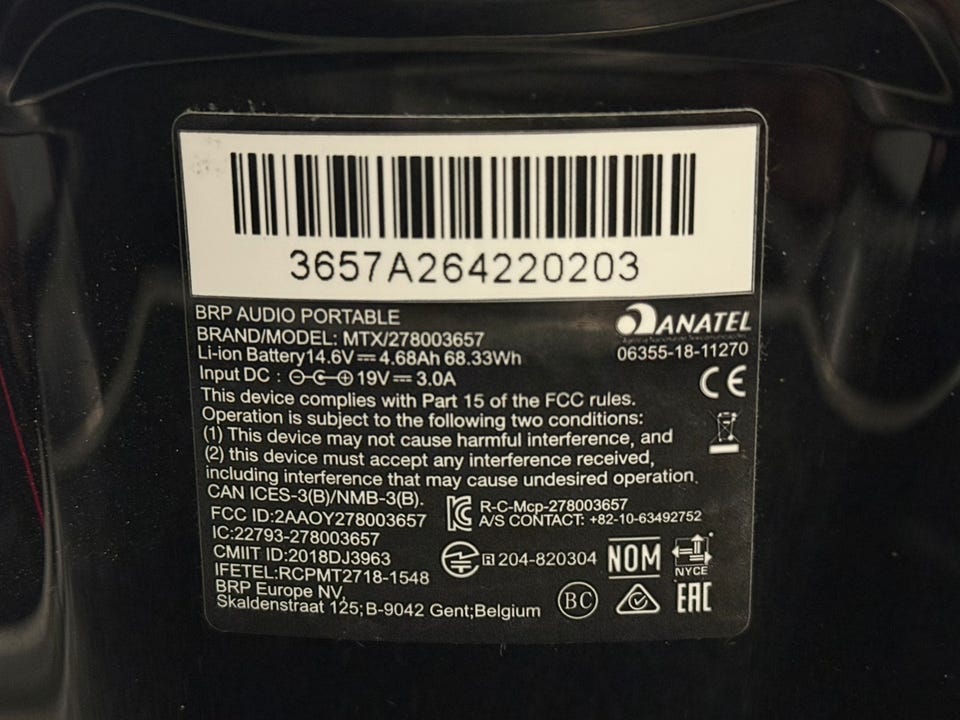 3657A264220203
BRP AUDIO PORTABLE
BRAND/MODEL: MTX/278003657
Li-ion Battery14.6V⎓4.68Ah 68.33Wh
Input DC : 19V⎓3.0A
ANATEL
Agência Nacional de Telecomunicações
06355-18-11270
CE
This device complies with Part 15 of the FCC rules.
Operation is subject to the following two conditions:
(1) This device may not cause harmful interference, and
(2) this device must accept any interference received,
including interference that may cause undesired operation.
CAN ICES-3(B)/NMB-3(B).
FCC ID:2AAOY278003657
IC:22793-278003657
CMIIT ID:2018DJ3963
IFETEL:RCPMT2718-1548
BRP Europe NV,
Skaldenstraat 125;B-9042 Gent;Belgium
R-C-Mcp-278003657
A/S CONTACT: +82-10-63492752
R 204-820304
NOM
NYCE
BC
EAC